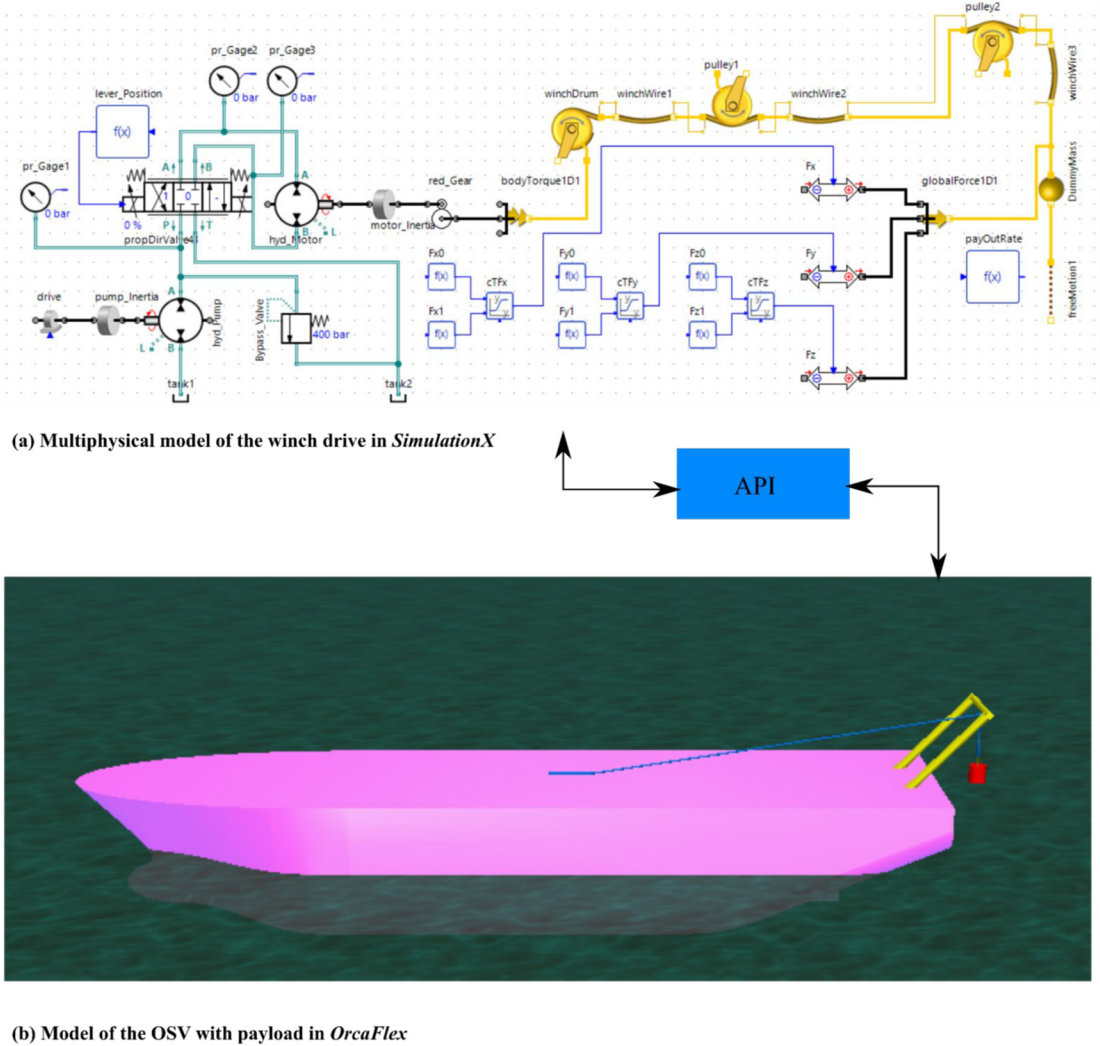 pulley2
pr_Gage2 pr_Gage3
pulley1
winchWire3
lever_Position
0 bar 0 bar
winchDrum winchWire1 winchWire2
f(x)
A B
pr_Gage1
A
Fx
DummyMass
1 0 -
red_Gear bodyTorque1D1 globalForce1D1
0 bar
0 %
P T
B L
motor_Inertia
propDirValve4
hyd_Motor
Fx0 Fy0 Fz0 Fy payOutRate
f(x) f(x) f(x) f(x)
cTFx cTFy cTFz
y y y
drive pump_Inertia
A
hyd_Pump
Bypass_Valve
Fx1 Fy1 Fz1
freeMotion1
f(x) f(x) f(x)
y y y
400 bar
L B
Fz
tank1 tank2
(a) Multiphysical model of the winch drive in SimulationX
API
(b) Model of the OSV with payload in OrcaFlex